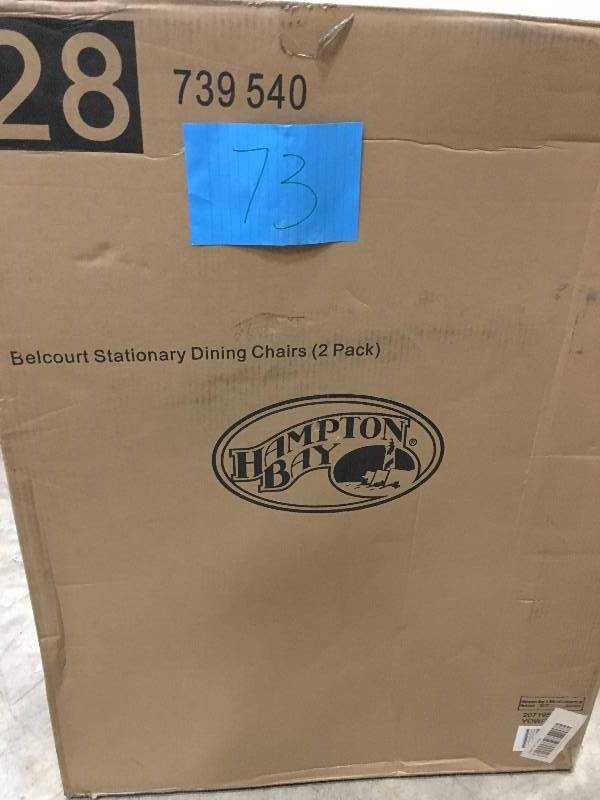 28
739 540
73
Belcourt Stationary Dining Chairs (2 Pack)
HAMPTON
BAY®